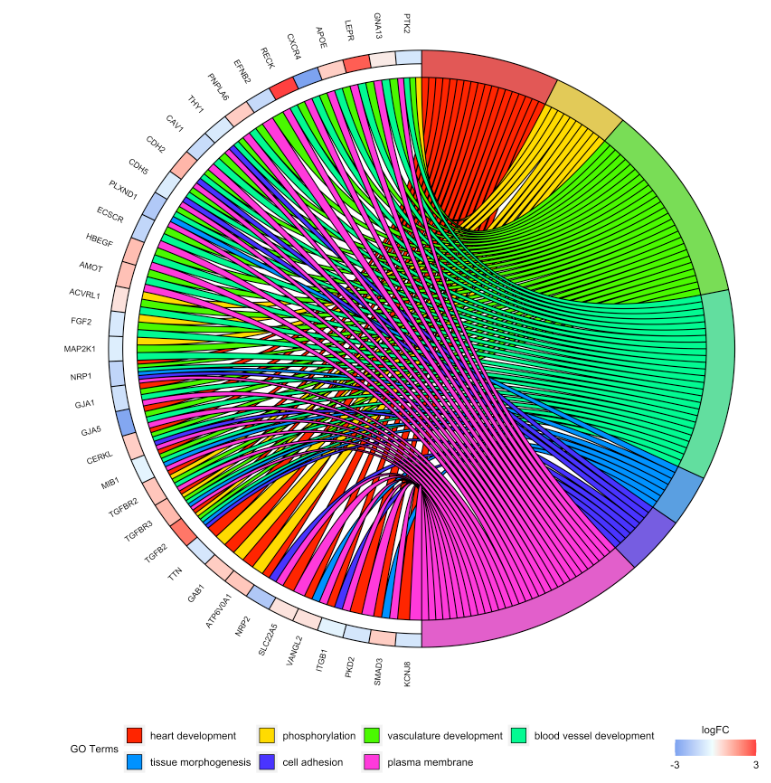 PTK2
GNA13
LEPR
APOE
CXCR4
RECK
EFNB2
PNPLA6
THY1
CAV1
CDH2
CDH5
PLXND1
ECSCR
HBEGF
AMOT
ACVRL1
FGF2
MAP2K1
NRP1
GJA1
GJA5
CERKL
MIB1
TGFBR2
TGFBR3
TGFB2
TTN
GAB1
ATP6V0A1
NRP2
SLC22A5
VANGL2
ITGB1
PKD2
SMAD3
KCNJ8
GO Terms
heart development phosphorylation vasculature development blood vessel development
tissue morphogenesis cell adhesion plasma membrane
logFC
-3 3